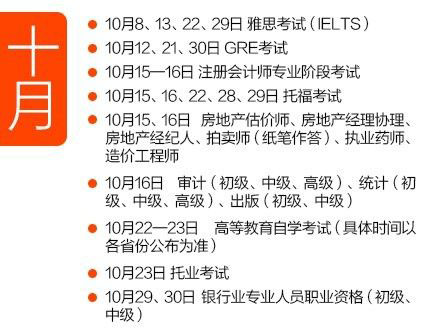 十月
10月8、13、22、29日 雅思考试（IELTS）
10月12、21、30日 GRE考试
10月15—16日 注册会计师专业阶段考试
10月15、16、22、28、29日 托福考试
10月15、16日 房地产估价师、房地产经理协理、
房地产经纪人、拍卖师（纸笔作答）、执业药师、
造价工程师
10月16日 审计（初级、中级、高级）、统计（初
级、中级、高级）、出版（初级、中级）
10月22—23日 高等教育自学考试（具体时间以
各省份公布为准）
10月23日 托业考试
10月29、30日 银行业专业人员职业资格（初级、
中级）